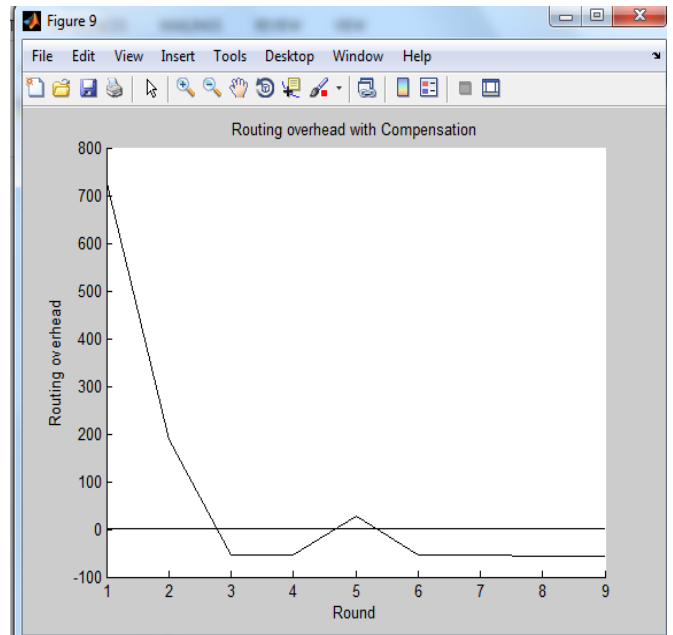 Figure 9
File Edit View Insert Tools Desktop Window Help
Routing overhead with Compensation
800
700
600
500
400
300
200
100
0
-100
Routing overhead
1 2 3 4 5 6 7 8 9
Round